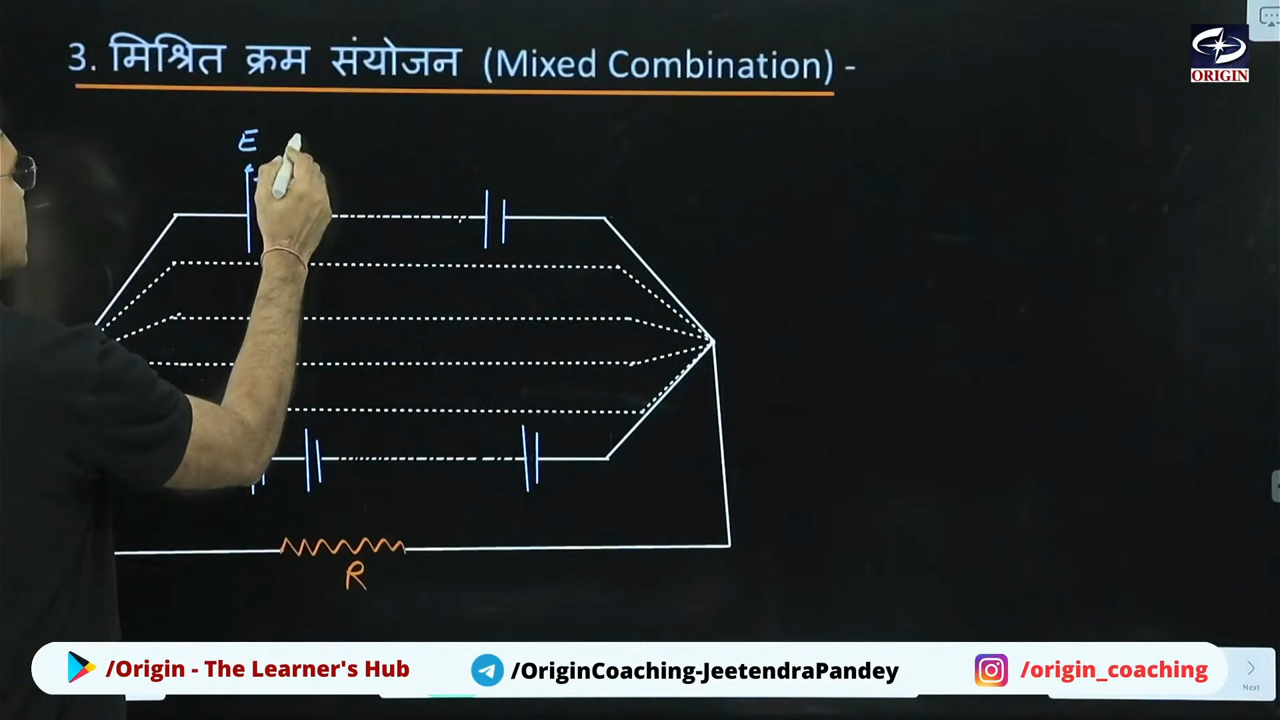 3. मिश्रित क्रम संयोजन (Mixed Combination) -
ORIGIN
E
R
/Origin - The Learner's Hub
/OriginCoaching-JeetendraPandey
/origin_coaching
Next